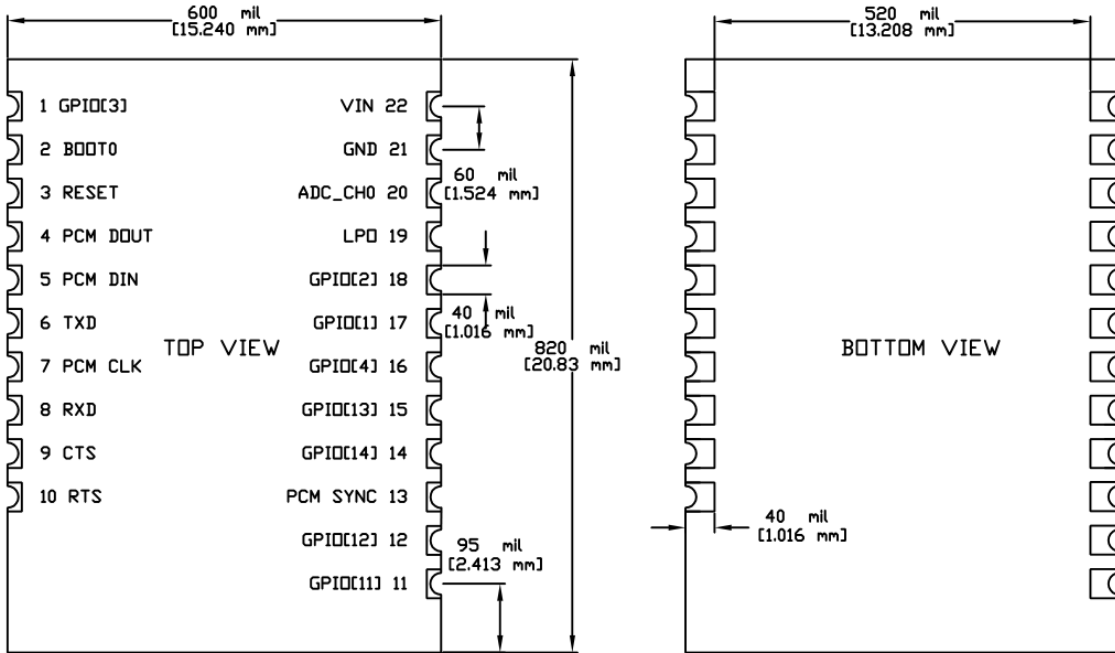 600 mil
[15.240 mm]
520 mil
[13.208 mm]
1 GPIO[3]
VIN 22
2 BOOT0
GND 21
60 mil
[1.524 mm]
3 RESET
ADC_CH0 20
4 PCM DOUT
LPO 19
5 PCM DIN
GPIO[2] 18
40 mil
[1.016 mm]
6 TXD
GPIO[1] 17
TOP VIEW
820 mil
[20.83 mm]
BOTTOM VIEW
7 PCM CLK
GPIO[4] 16
8 RXD
GPIO[13] 15
9 CTS
GPIO[14] 14
10 RTS
PCM SYNC 13
40 mil
[1.016 mm]
GPIO[12] 12
95 mil
[2.413 mm]
GPIO[11] 11